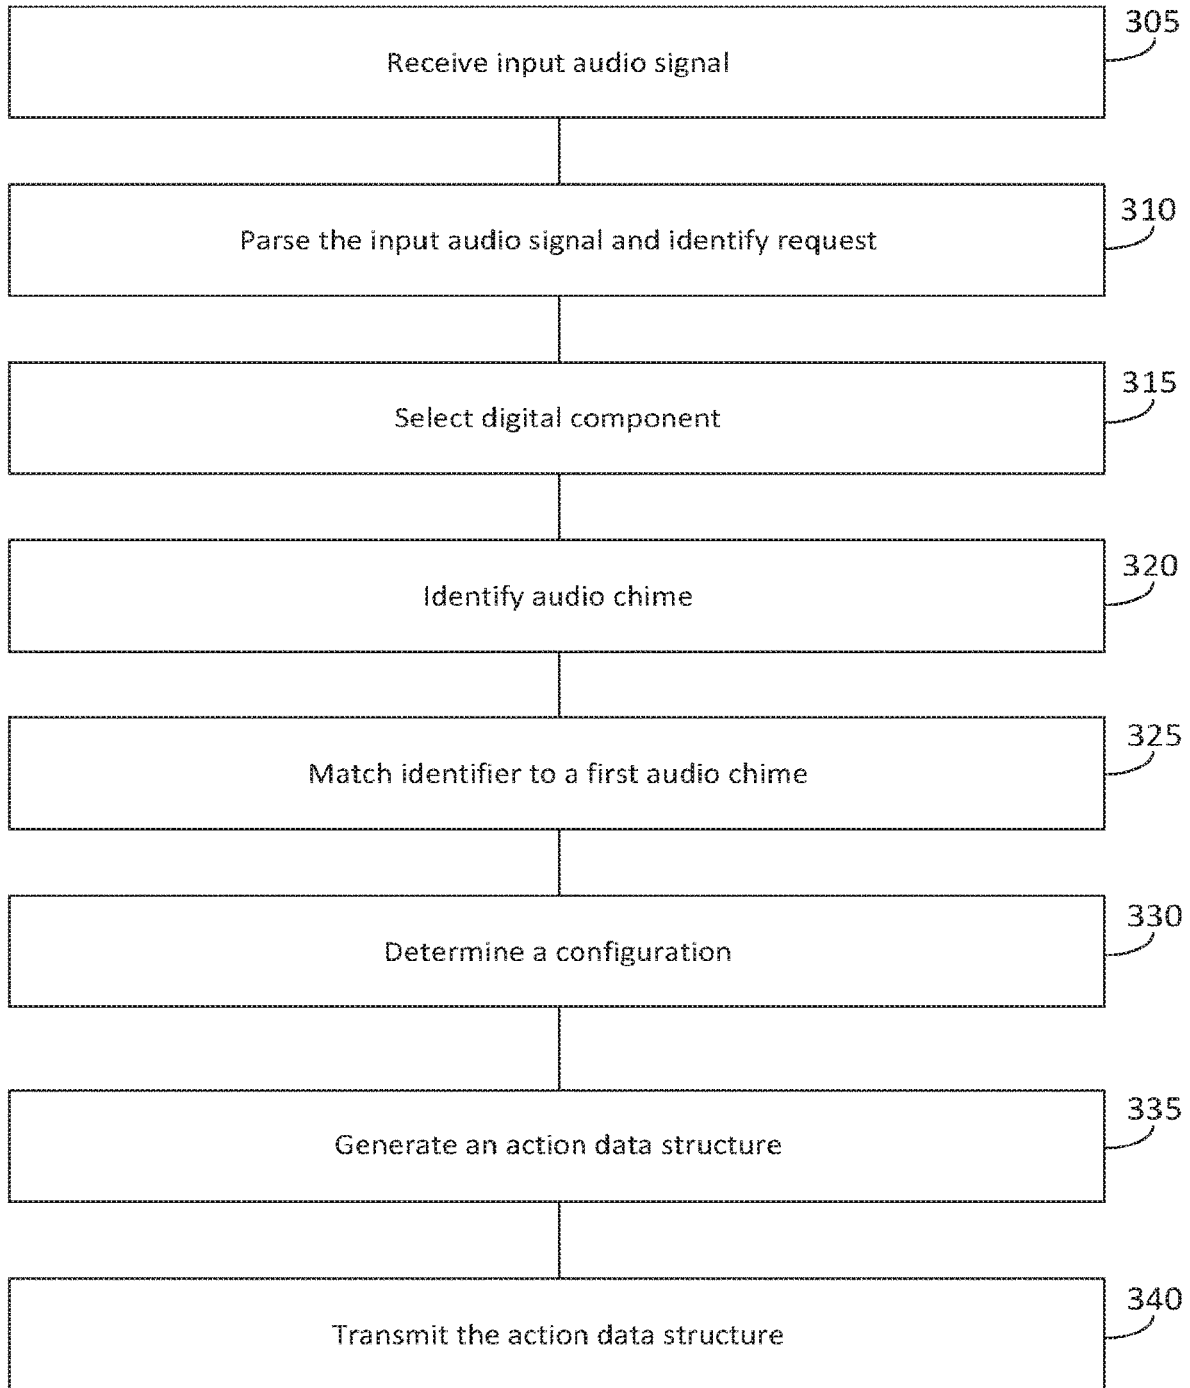 305
Receive input audio signal
310
Parse the input audio signal and identify request
315
Select digital component
320
Identify audio chime
325
Match identifier to a first audio chime
330
Determine a configuration
335
Generate an action data structure
340
Transmit the action data structure